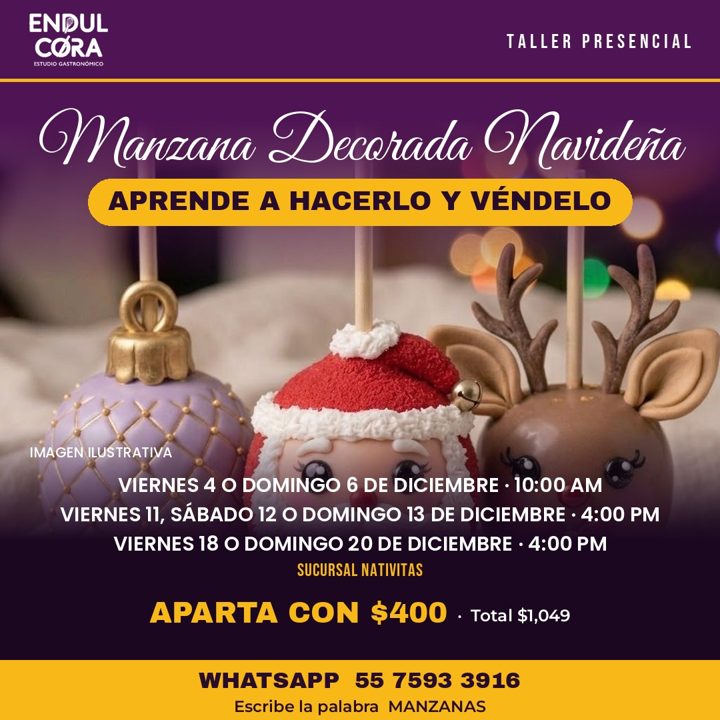 ENDUL
CORA
ESTUDIO GASTRONÓMICO
TALLER PRESENCIAL
Manzana Decorada Navideña
APRENDE A HACERLO Y VÉNDELO
IMAGEN ILUSTRATIVA
VIERNES 4 O DOMINGO 6 DE DICIEMBRE · 10:00 AM
VIERNES 11, SÁBADO 12 O DOMINGO 13 DE DICIEMBRE · 4:00 PM
VIERNES 18 O DOMINGO 20 DE DICIEMBRE · 4:00 PM
SUCURSAL NATIVITAS
APARTA CON $400 · Total $1,049
WHATSAPP 55 7593 3916
Escribe la palabra MANZANAS